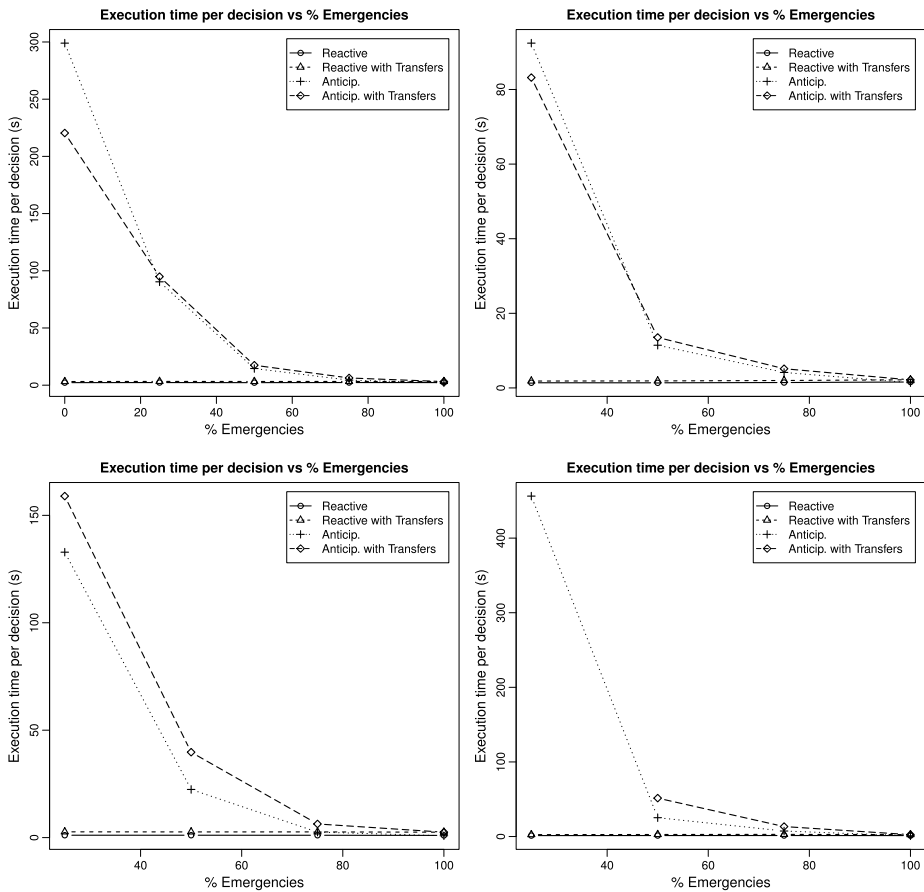 Execution time per decision vs % Emergencies
Execution time per decision (s)
300
250
200
150
100
50
0
Reactive
Reactive with Transfers
Anticip.
Anticip. with Transfers
0 20 40 60 80 100
% Emergencies
Execution time per decision vs % Emergencies
Execution time per decision (s)
80
60
40
20
0
Reactive
Reactive with Transfers
Anticip.
Anticip. with Transfers
40 60 80 100
% Emergencies
Execution time per decision vs % Emergencies
Execution time per decision (s)
150
100
50
0
Reactive
Reactive with Transfers
Anticip.
Anticip. with Transfers
40 60 80 100
% Emergencies
Execution time per decision vs % Emergencies
Execution time per decision (s)
400
300
200
100
0
Reactive
Reactive with Transfers
Anticip.
Anticip. with Transfers
40 60 80 100
% Emergencies